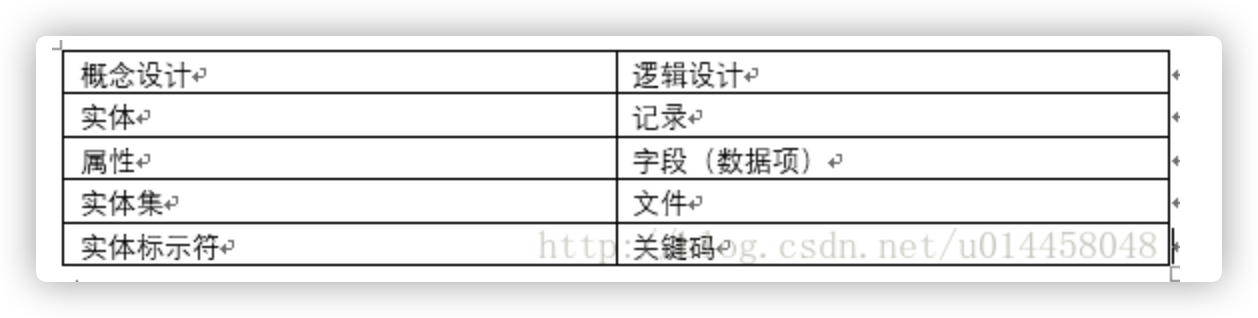 概念设计 逻辑设计
实体 记录
属性 字段（数据项）
实体集 文件
实体标示符 关键码
http://blog.csdn.net/u014458048